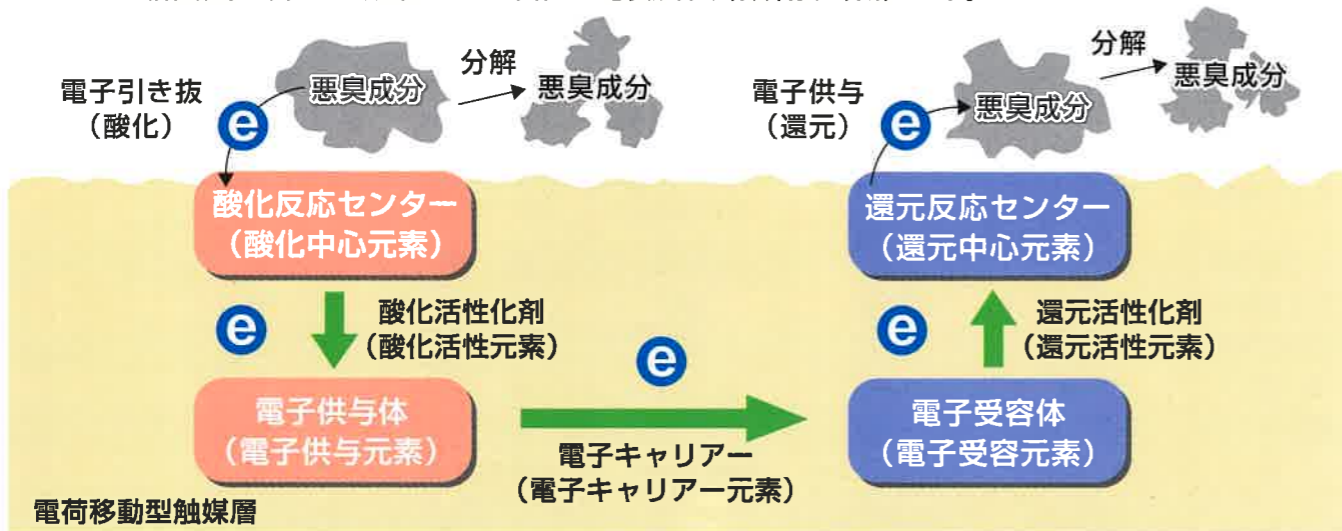 電子引き抜
（酸化）
e
悪臭成分
分解
悪臭成分
電子供与
（還元）
e
悪臭成分
分解
悪臭成分
酸化反応センター
（酸化中心元素）
還元反応センター
（還元中心元素）
e
酸化活性化剤
（酸化活性元素）
e
e
還元活性化剤
（還元活性元素）
電子供与体
（電子供与元素）
電子キャリアー
（電子キャリアー元素）
電子受容体
（電子受容元素）
電荷移動型触媒層